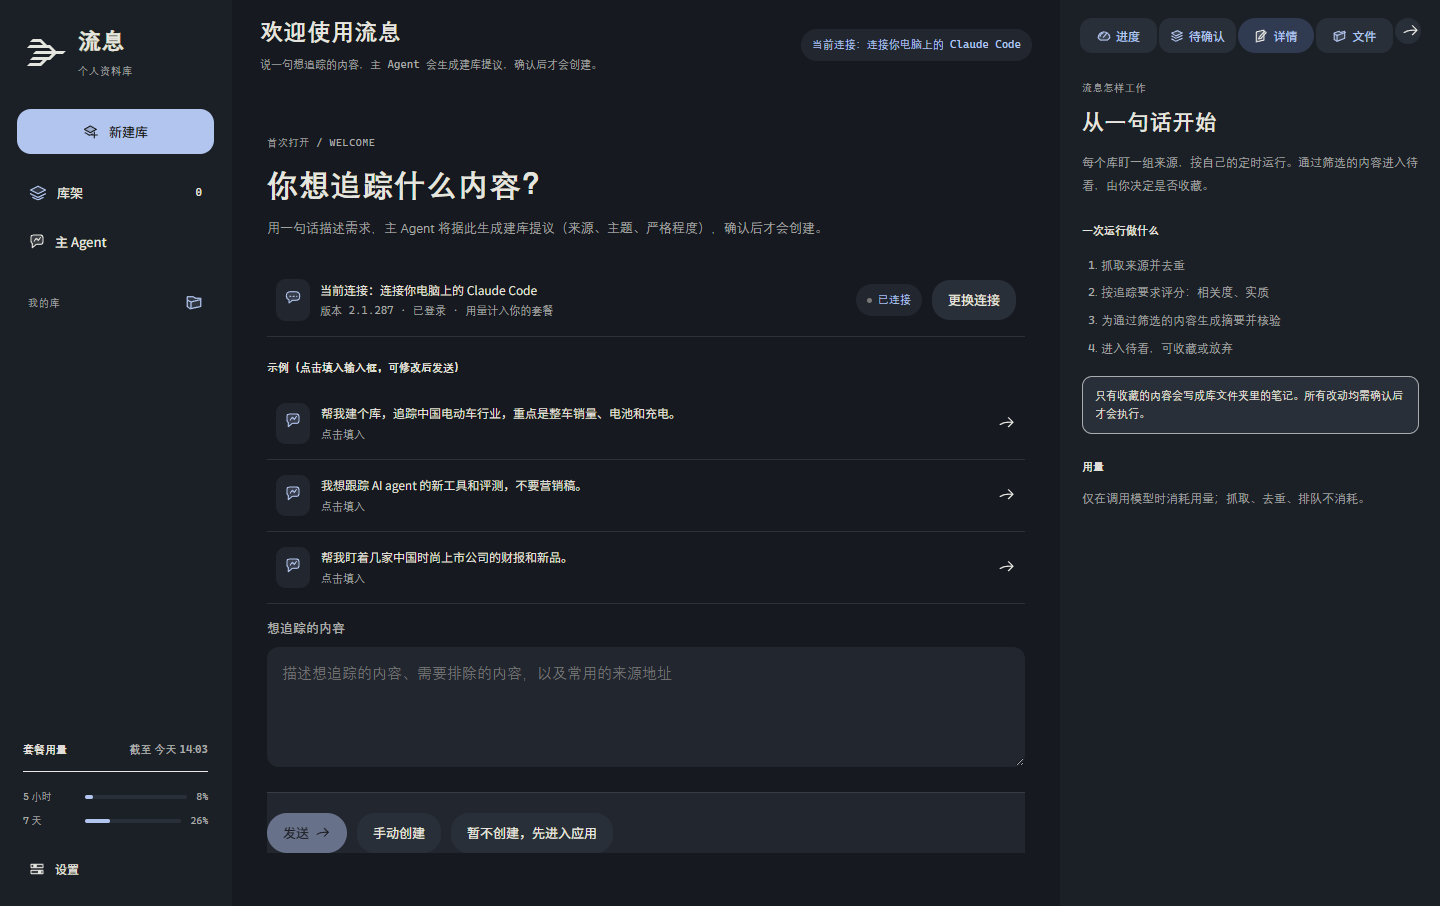 流息
个人资料库
新建库
库架 0
主 Agent
我的库
套餐用量 截至 今天 14:03
5 小时 8%
7 天 26%
设置
欢迎使用流息
说一句想追踪的内容，主 Agent 会生成建库提议，确认后才会创建。
当前连接：连接你电脑上的 Claude Code
首次打开 / WELCOME
你想追踪什么内容？
用一句话描述需求，主 Agent 将据此生成建库提议（来源、主题、严格程度），确认后才会创建。
当前连接：连接你电脑上的 Claude Code
版本 2.1.287 · 已登录 · 用量计入你的套餐
已连接
更换连接
示例（点击填入输入框，可修改后发送）
帮我建个库，追踪中国电动车行业，重点是整车销量、电池和充电。
点击填入
我想跟踪 AI agent 的新工具和评测，不要营销稿。
点击填入
帮我盯着几家中国时尚上市公司的财报和新品。
点击填入
想追踪的内容
描述想追踪的内容、需要排除的内容，以及常用的来源地址
发送
手动创建
暂不创建，先进入应用
进度
待确认
详情
文件
流息怎样工作
从一句话开始
每个库盯一组来源，按自己的定时运行。通过筛选的内容进入待
看，由你决定是否收藏。
一次运行做什么
1. 抓取来源并去重
2. 按追踪要求评分：相关度、实质
3. 为通过筛选的内容生成摘要并核验
4. 进入待看，可收藏或放弃
只有收藏的内容会写成库文件夹里的笔记。所有改动均需确认后
才会执行。
用量
仅在调用模型时消耗用量；抓取、去重、排队不消耗。